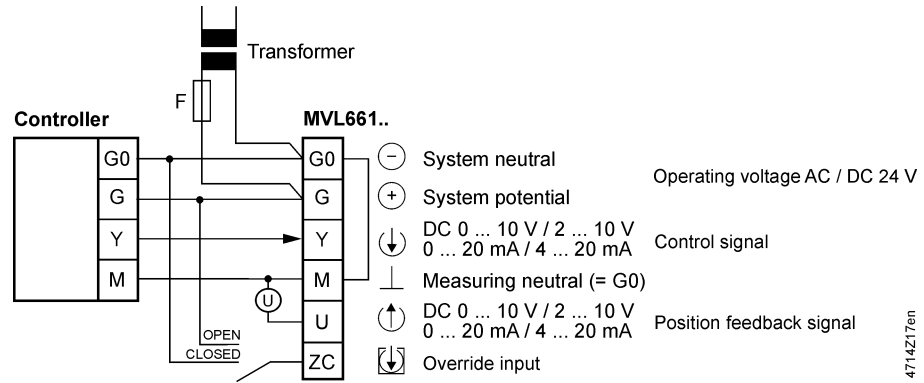 Transformer
F
Controller
MVL661..
G0
G0
System neutral
Operating voltage AC / DC 24 V
G
G
System potential
Y
Y
DC 0 ... 10 V / 2 ... 10 V
0 ... 20 mA / 4 ... 20 mA
Control signal
M
M
Measuring neutral (= G0)
U
U
DC 0 ... 10 V / 2 ... 10 V
0 ... 20 mA / 4 ... 20 mA
Position feedback signal
OPEN
CLOSED
ZC
Override input
4714Z17en